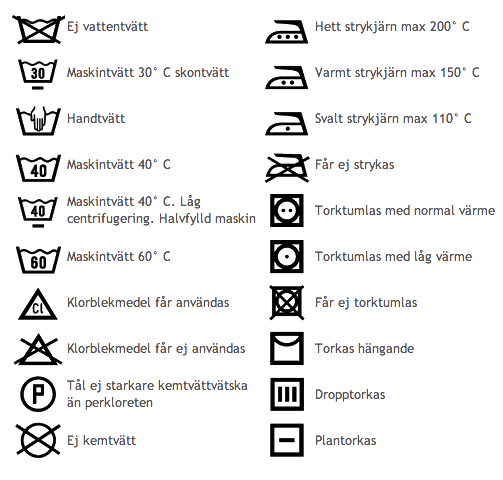 Ej vattentvätt
30
Maskintvätt 30° C skontvätt
Handtvätt
40
Maskintvätt 40° C
40
Maskintvätt 40° C. Låg
centrifugering. Halvfylld maskin
60
Maskintvätt 60° C
Cl
Klorblekmedel får användas
Klorblekmedel får ej användas
P
Tål ej starkare kemtvättvätska
än perkloreten
Ej kemtvätt
Hett strykjärn max 200° C
Varmt strykjärn max 150° C
Svalt strykjärn max 110° C
Får ej strykas
Torktumlas med normal värme
Torktumlas med låg värme
Får ej torktumlas
Torkas hängande
Dropptorkas
Plantorkas